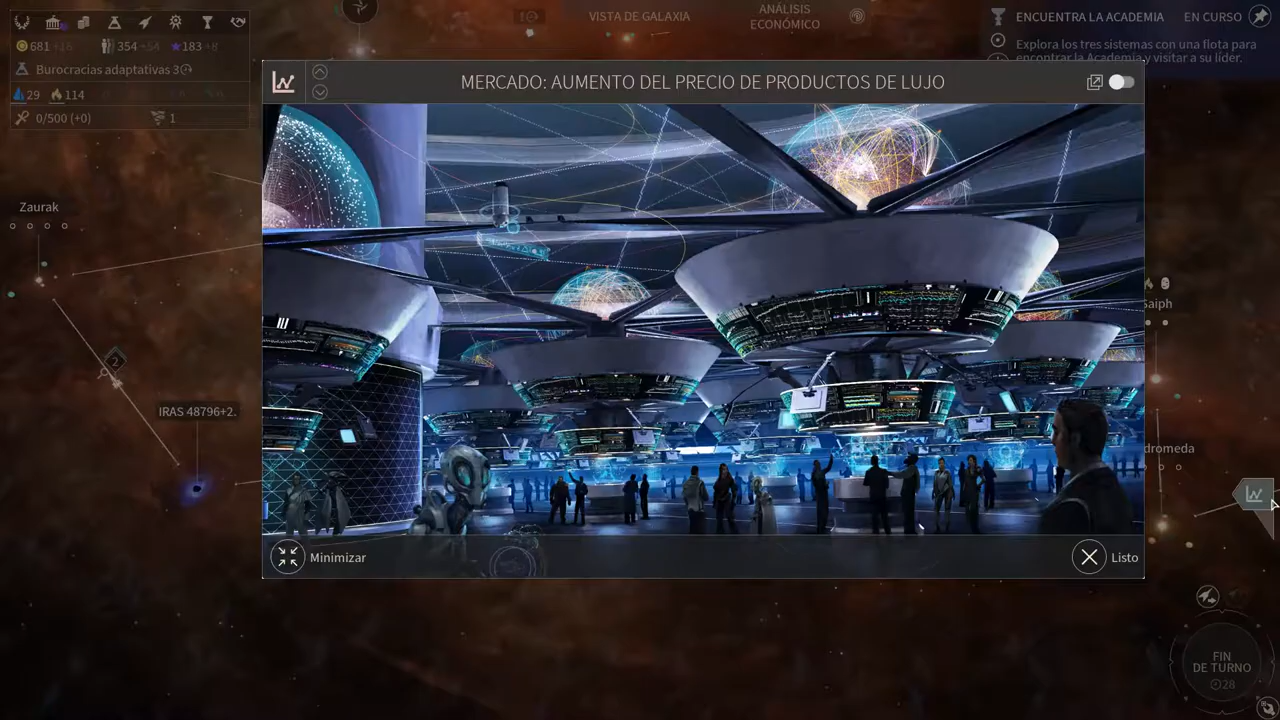 VISTA DE GALAXIA
ANÁLISIS
ECONÓMICO
ENCUENTRA LA ACADEMIA
EN CURSO
Explora los tres sistemas con una flota para
encontrar la Academia y visitar a su líder.
681 +16
354 +54
183 +8
Burocracias adaptativas 3
29
114
0/500 (+0)
1
MERCADO: AUMENTO DEL PRECIO DE PRODUCTOS DE LUJO
Zaurak
2
IRAS 48796+2.
Saiph
dromeda
Minimizar
Listo
FIN
DE TURNO
28